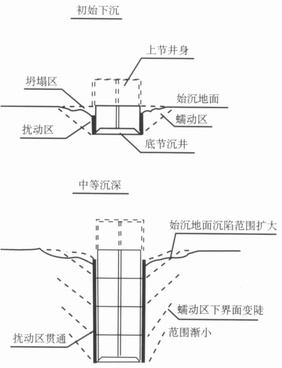 初始下沉
上节井身
坍塌区
始沉地面
扰动区
蠕动区
底节沉井
中等沉深
始沉地面沉陷范围扩大
蠕动区下界面变陡
扰动区贯通
范围渐小